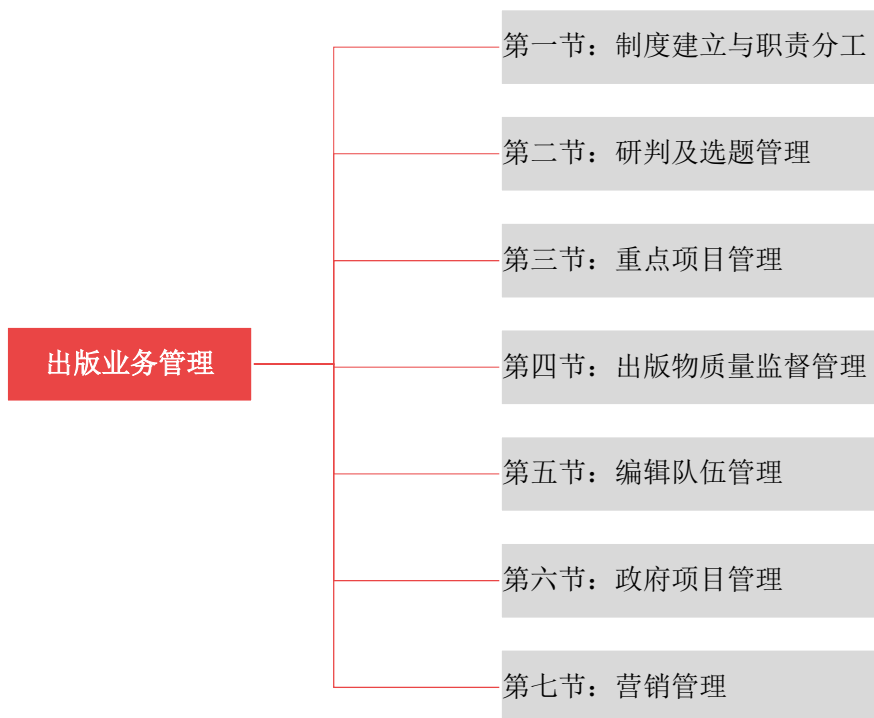 出版业务管理
第一节：制度建立与职责分工
第二节：研判及选题管理
第三节：重点项目管理
第四节：出版物质量监督管理
第五节：编辑队伍管理
第六节：政府项目管理
第七节：营销管理